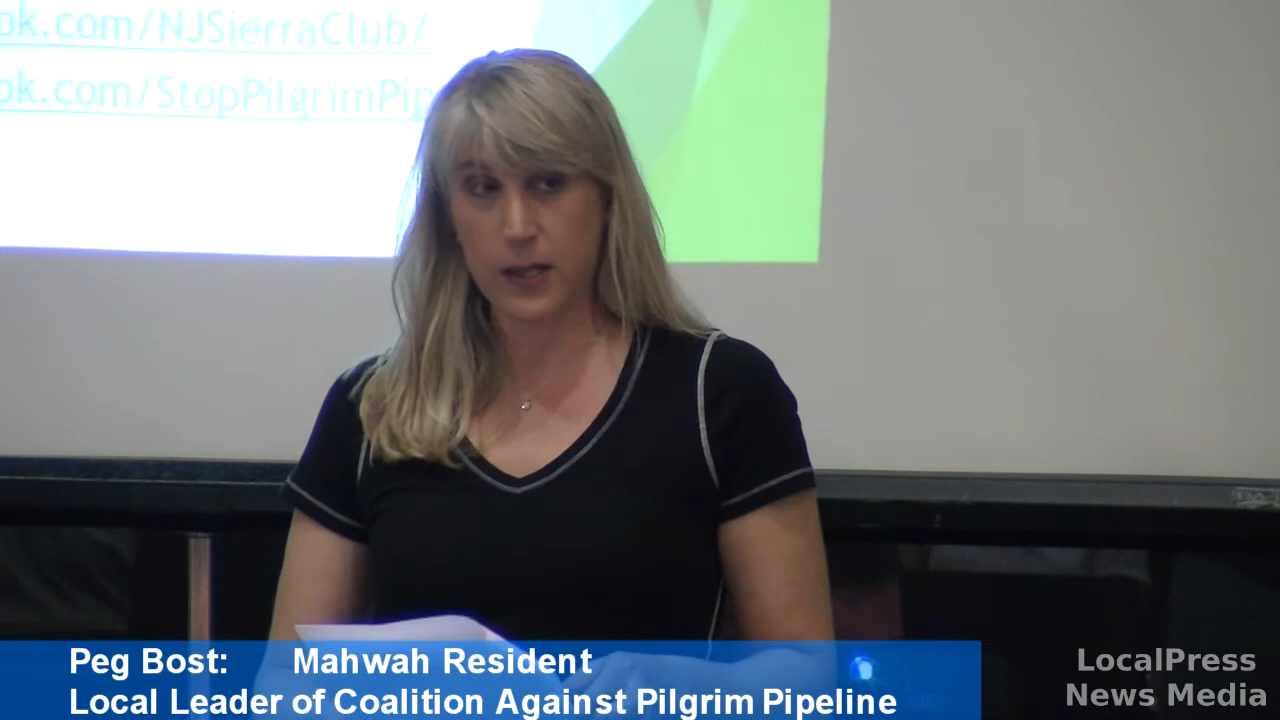 ok.com/NJSierraClub/
ok.com/StopPilgrimPip
Peg Bost: Mahwah Resident
Local Leader of Coalition Against Pilgrim Pipeline
LocalPress
News Media